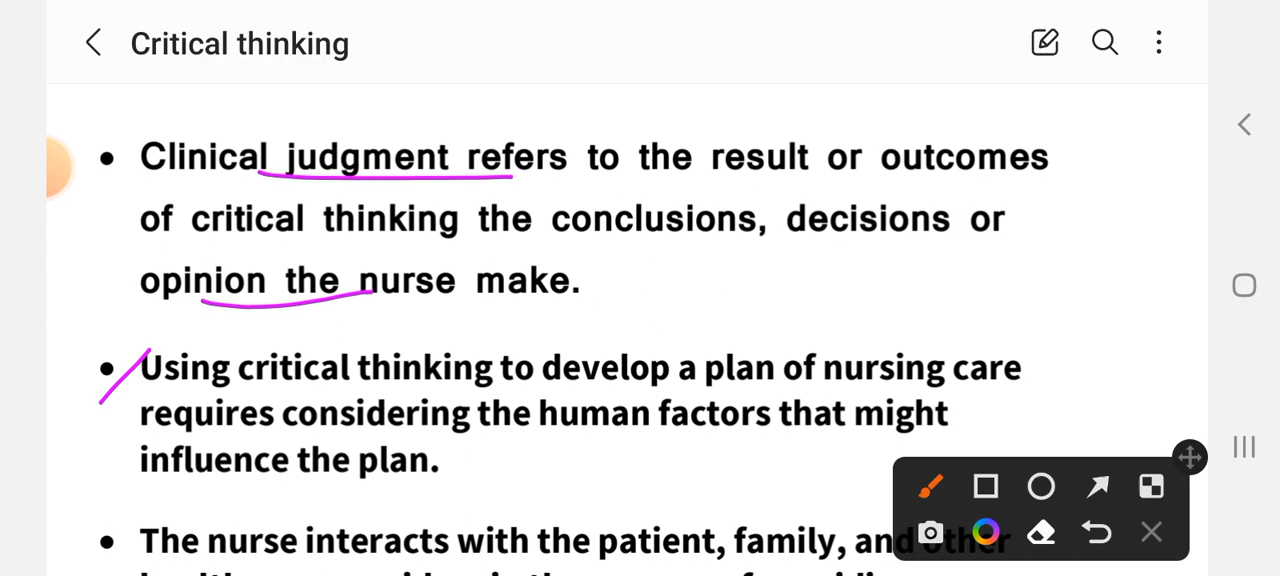 Critical thinking
• Clinical judgment refers to the result or outcomes
of critical thinking the conclusions, decisions or
opinion the nurse make.
• Using critical thinking to develop a plan of nursing care
requires considering the human factors that might
influence the plan.
• The nurse interacts with the patient, family, and other